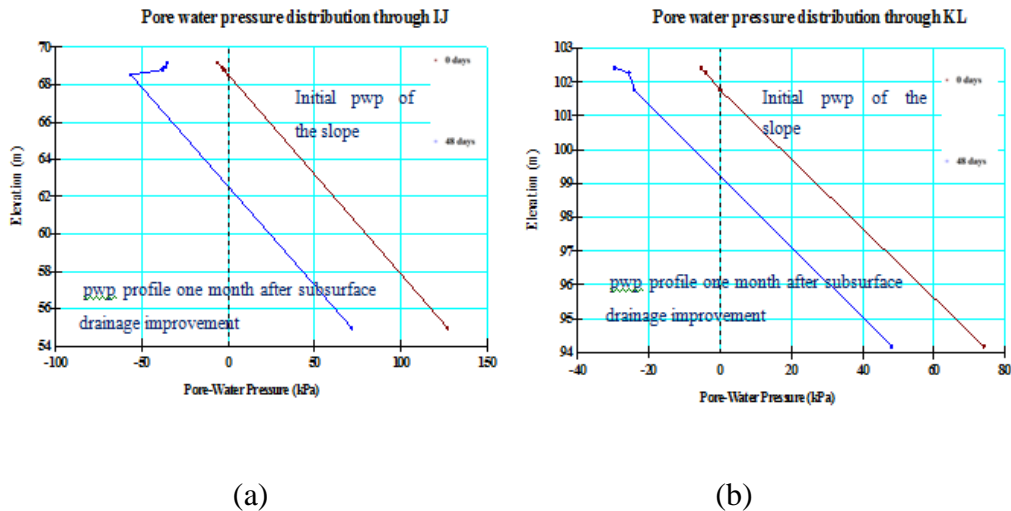 Pore water pressure distribution through IJ
70
68
66
64
62
60
58
56
54
-100
-50
0
50
100
150
Elevation (m)
Pore-Water Pressure (kPa)
0 days
48 days
Initial pwp of
the slope
pwp profile one month after subsurface
drainage improvement
(a)
Pore water pressure distribution through KL
103
102
101
100
99
98
97
96
95
94
-40
-20
0
20
40
60
80
Elevation (m)
Pore-Water Pressure (kPa)
0 days
48 days
Initial pwp of the
slope
pwp profile one month after subsurface
drainage improvement
(b)